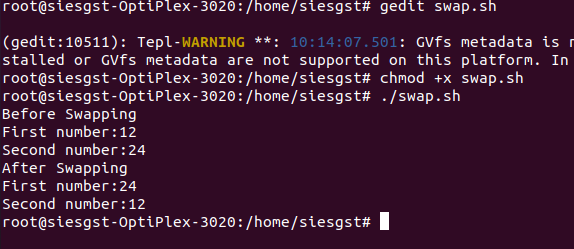 root@siesgst-OptiPlex-3020:/home/siesgst# gedit swap.sh
(gedit:10511): Tepl-WARNING **: 10:14:07.501: GVfs metadata is
stalled or GVfs metadata are not supported on this platform. In
root@siesgst-OptiPlex-3020:/home/siesgst# chmod +x swap.sh
root@siesgst-OptiPlex-3020:/home/siesgst# ./swap.sh
Before Swapping
First number:12
Second number:24
After Swapping
First number:24
Second number:12
root@siesgst-OptiPlex-3020:/home/siesgst#